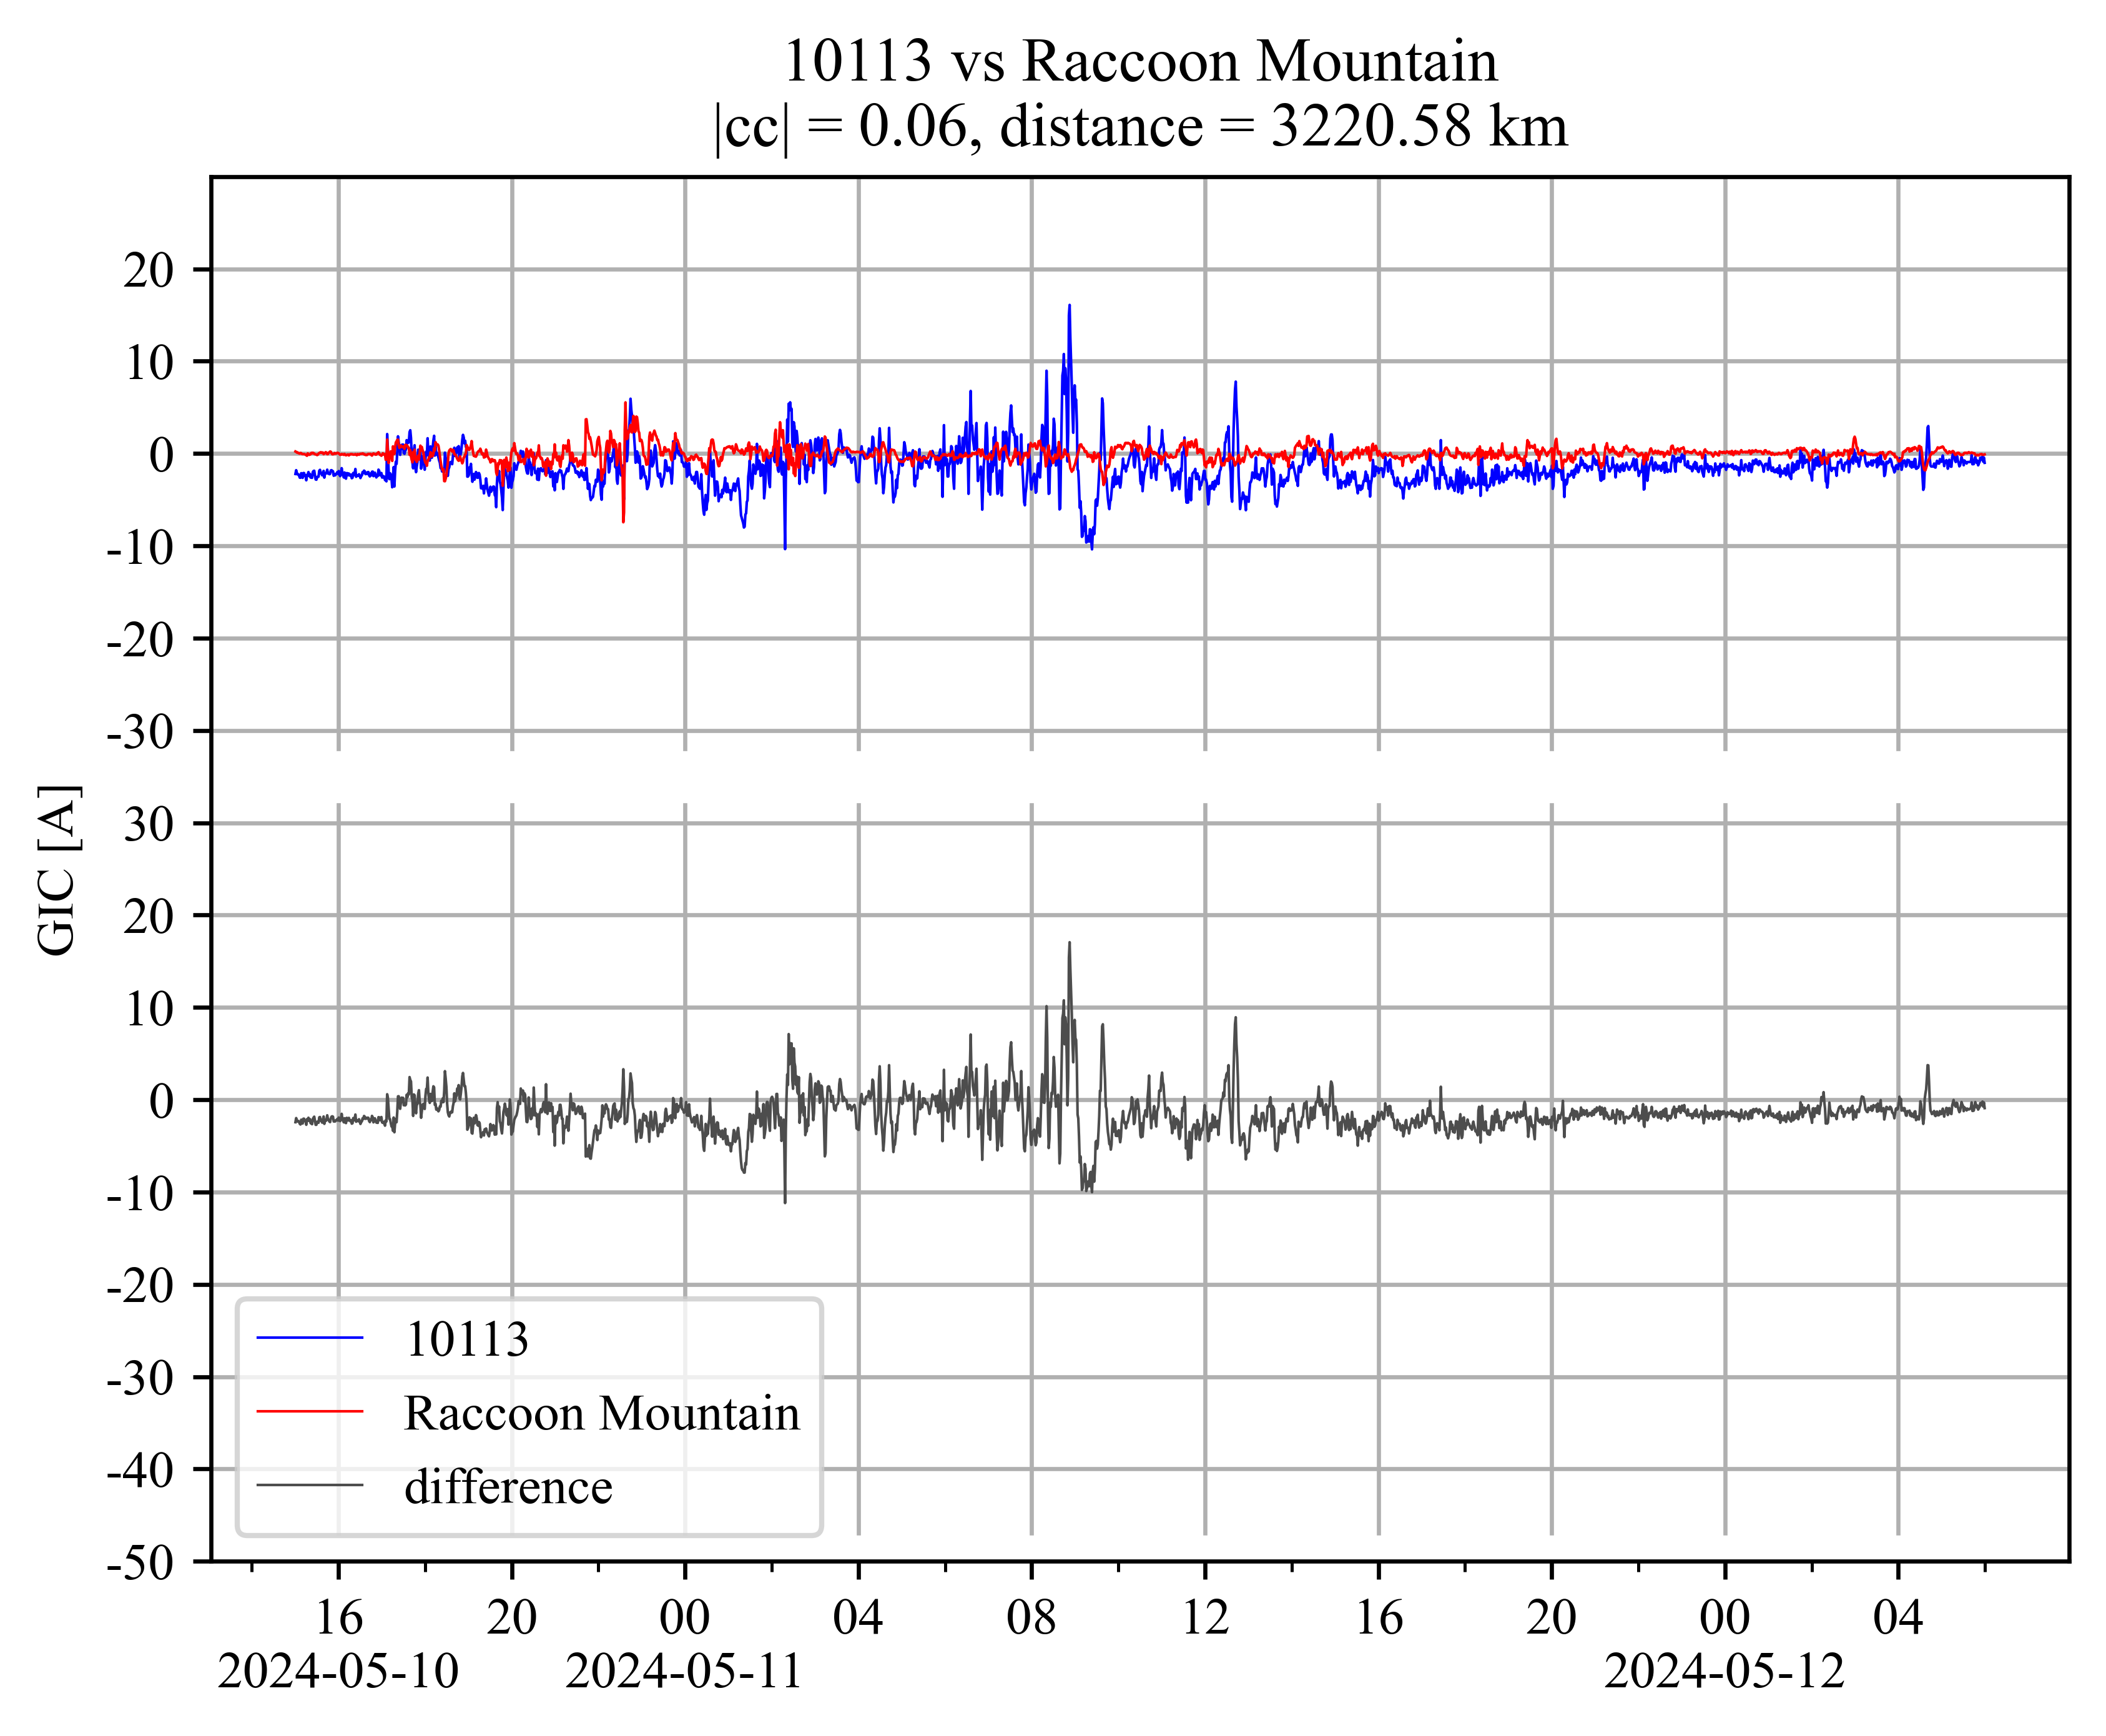 10113 vs Raccoon Mountain
|cc| = 0.06, distance = 3220.58 km
GIC [A]
20
10
0
-10
-20
-30
30
20
10
0
-10
-20
-30
-40
-50
10113
Raccoon Mountain
difference
16 20 00 04 08 12 16 20 00 04
2024-05-10 2024-05-11 2024-05-12